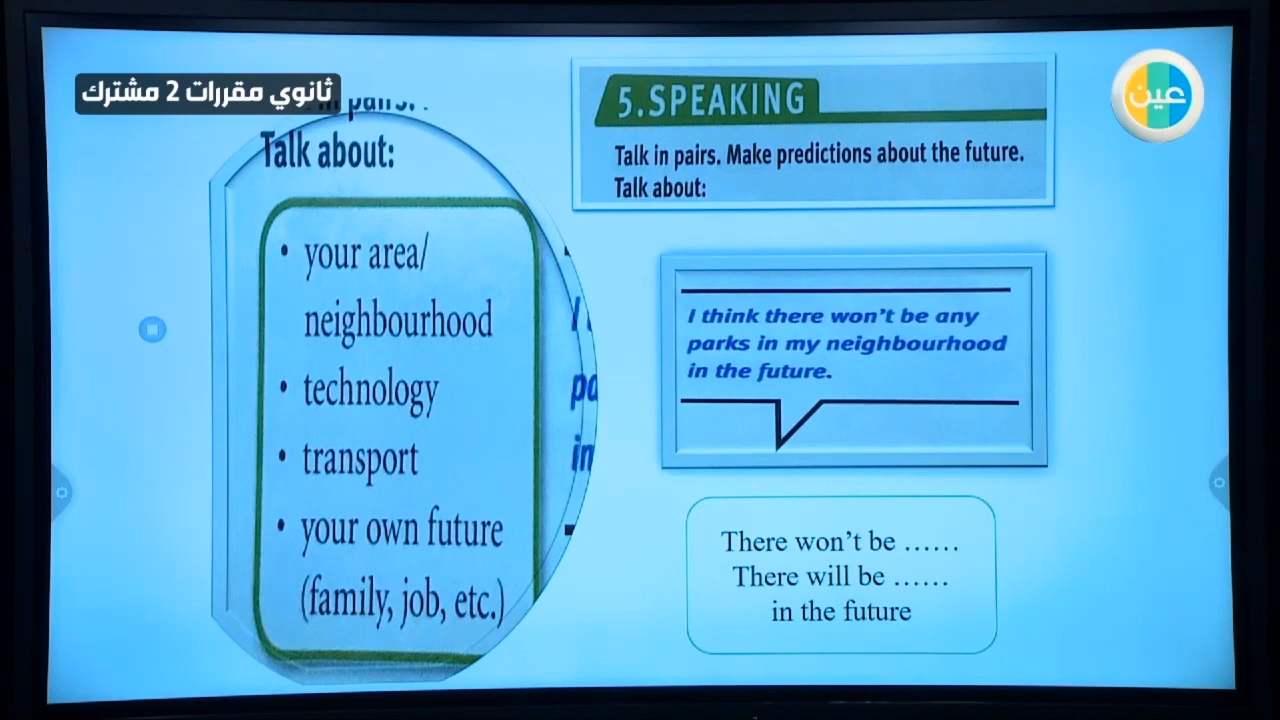 ثانوي مقررات 2 مشترك
عين
Talk about:
• your area/
neighbourhood
• technology
• transport
• your own future
(family, job, etc.)
5.SPEAKING
Talk in pairs. Make predictions about the future.
Talk about:
I think there won't be any
parks in my neighbourhood
in the future.
There won't be ……
There will be ……
in the future